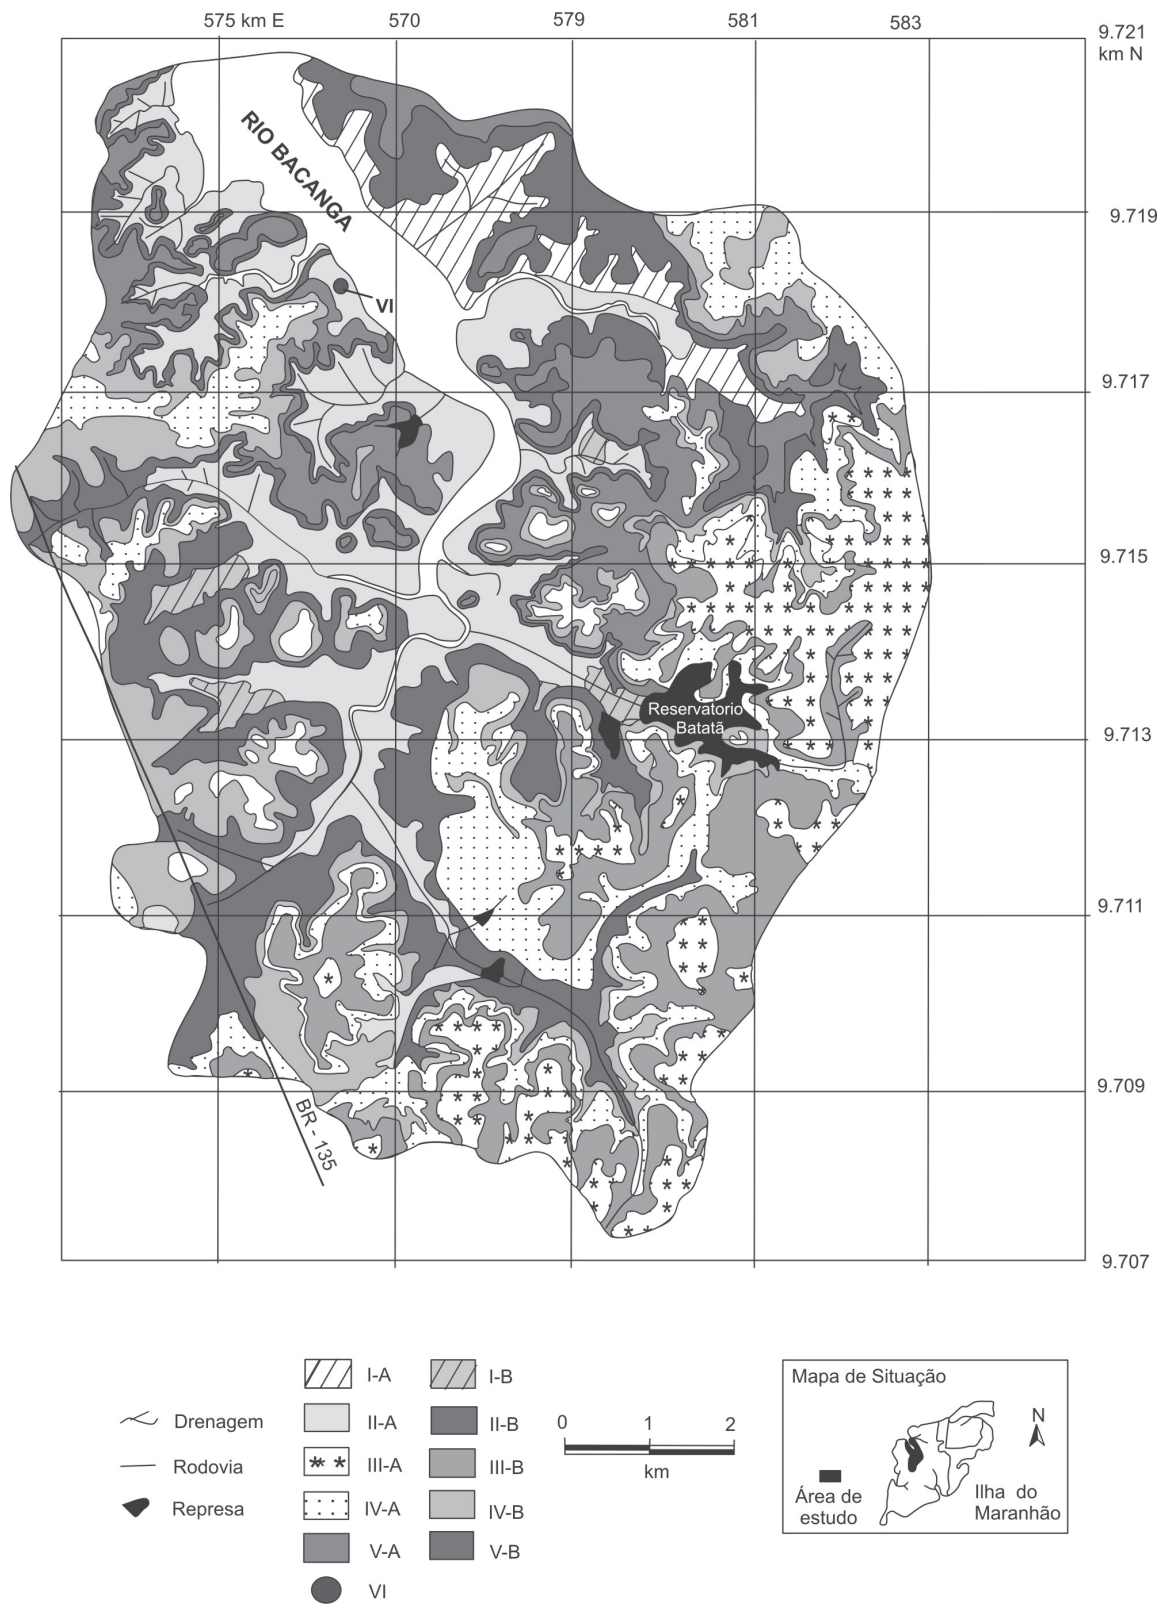 575 km E
570
579
581
583
9.721
km N
RIO BACANGA
9.719
VI
9.717
9.715
Reservatorio
Batatã
9.713
9.711
9.709
BR - 135
9.707
Drenagem
Rodovia
Represa
I-A
I-B
II-A
II-B
III-A
III-B
IV-A
IV-B
V-A
V-B
VI
0 1 2
km
Mapa de Situação
N
Área de
estudo
Ilha do
Maranhão